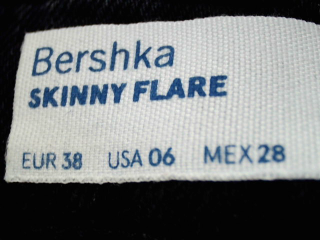 Bershka
SKINNY FLARE
EUR 38 USA 06 MEX 28